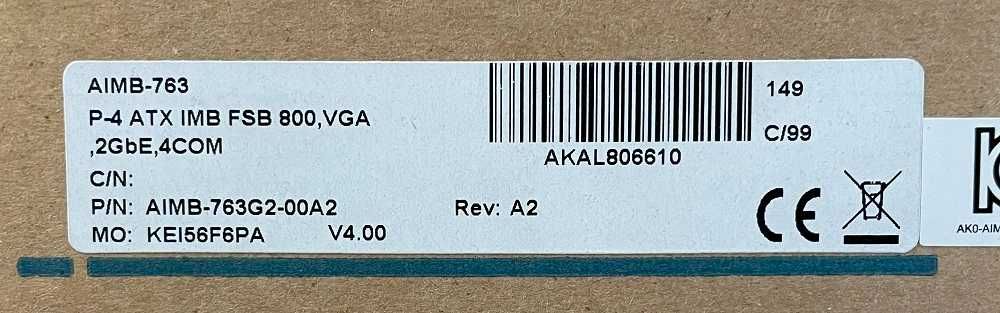 AIMB-763
P-4 ATX IMB FSB 800,VGA
,2GbE,4COM
C/N:
P/N: AIMB-763G2-00A2 Rev: A2
MO: KEI56F6PA V4.00
AKAL806610
149
C/99
CE
AK0-AIM